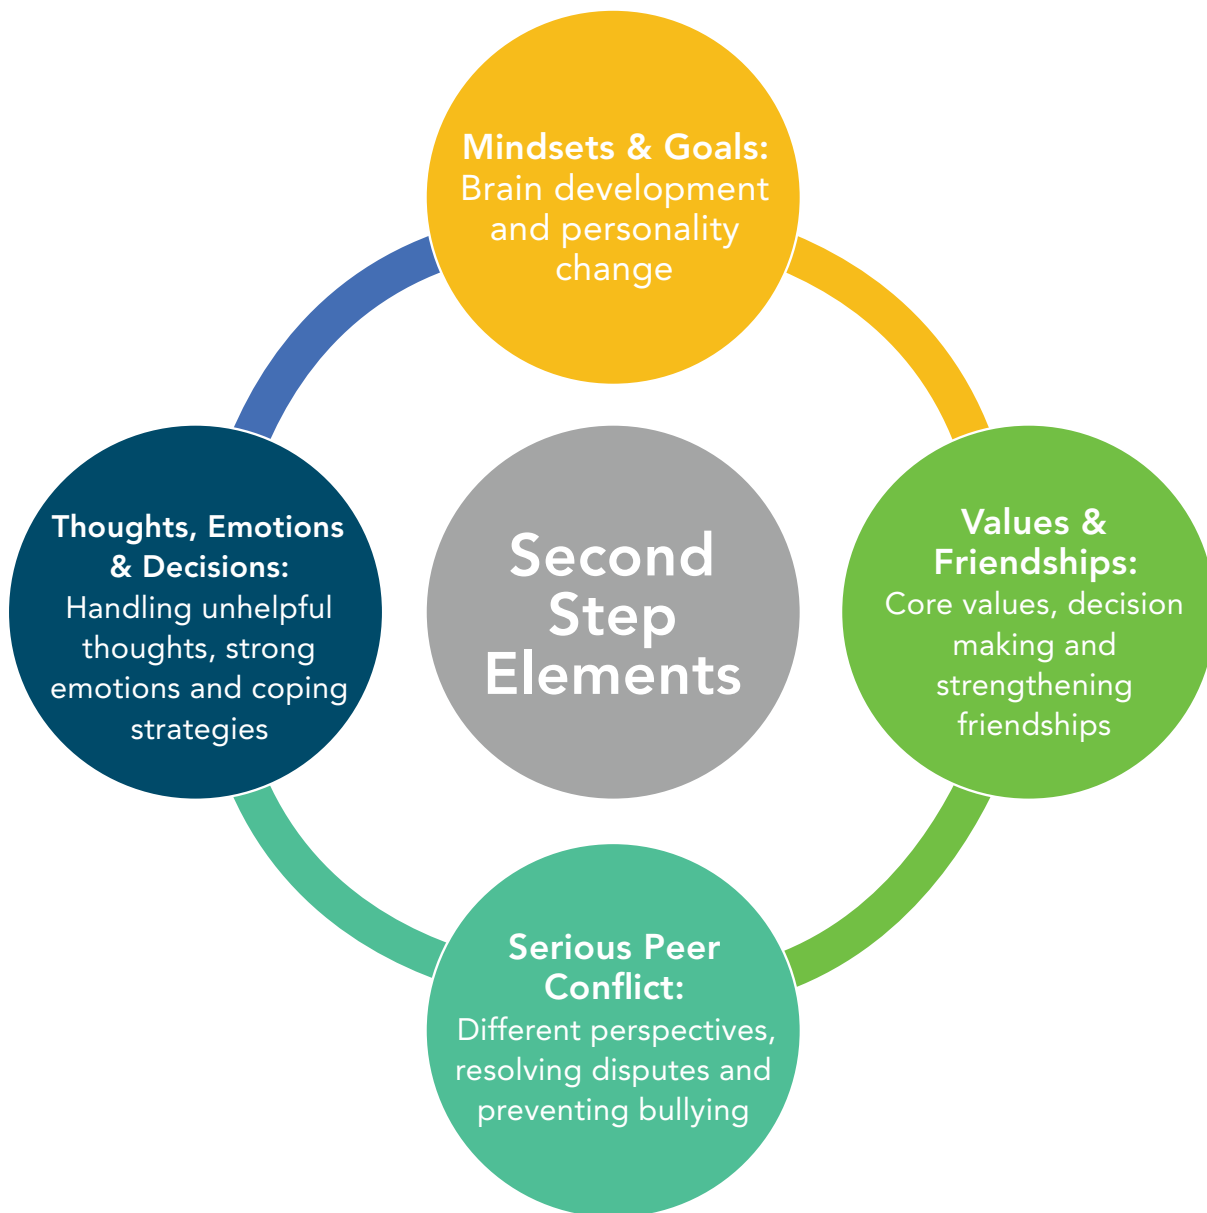 Mindsets & Goals:
Brain development
and personality
change
Thoughts, Emotions
& Decisions:
Handling unhelpful
thoughts, strong
emotions and coping
strategies
Second
Step
Elements
Values &
Friendships:
Core values, decision
making and
strengthening
friendships
Serious Peer
Conflict:
Different perspectives,
resolving disputes and
preventing bullying